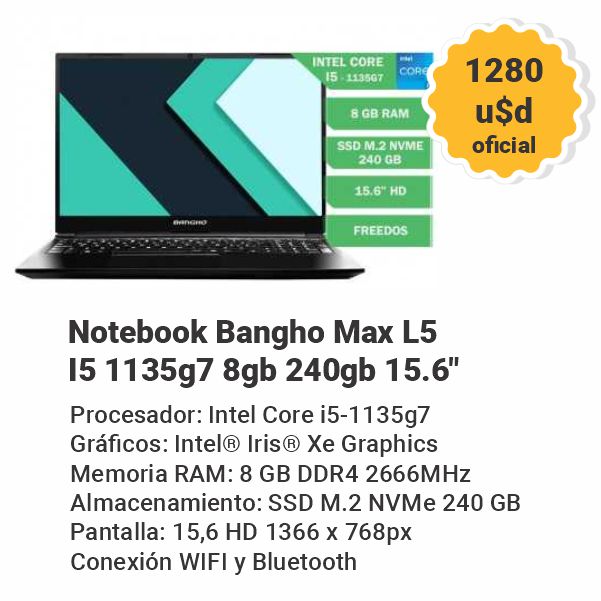 INTEL CORE
I5 - 1135G7
intel
CORE
8 GB RAM
SSD M.2 NVME
240 GB
15.6" HD
FREEDOS
BANGHO
1280
u$d
oficial
Notebook Bangho Max L5
I5 1135g7 8gb 240gb 15.6"
Procesador: Intel Core i5-1135g7
Gráficos: Intel® Iris® Xe Graphics
Memoria RAM: 8 GB DDR4 2666MHz
Almacenamiento: SSD M.2 NVMe 240 GB
Pantalla: 15,6 HD 1366 x 768px
Conexión WIFI y Bluetooth